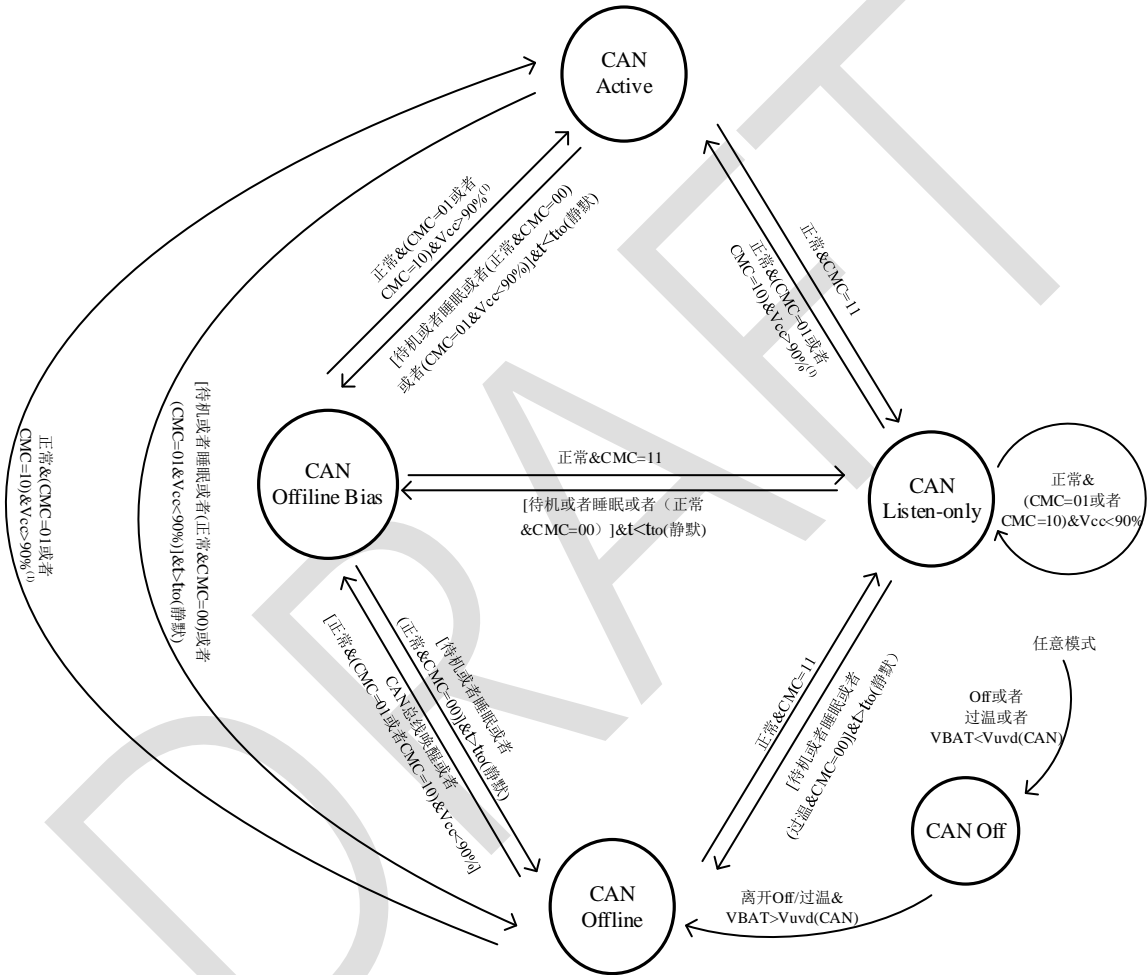 CAN
Active
正常&(CMC=01或者
CMC=10)&Vcc>90%⁽¹⁾
[待机或者睡眠或者(正常&CMC=00)
或者(CMC=01&Vcc<90%)]&t<tto(静默)
正常&CMC=11
正常&(CMC=01或者
CMC=10)&Vcc>90%⁽¹⁾
正常&(CMC=01或者
CMC=10)&Vcc>90%⁽¹⁾
[待机或者睡眠或者(正常&CMC=00)或者
(CMC=01&Vcc<90%)]&t>tto(静默)
CAN
Offiline Bias
正常&CMC=11
[待机或者睡眠或者（正常
&CMC=00）]&t<tto(静默)
CAN
Listen-only
正常&
(CMC=01或者
CMC=10)&Vcc<90%
[待机或者睡眠或者
(正常&CMC=00)]&t>tto(静默)
CAN总线唤醒或者
[正常&(CMC=01或者CMC=10)&Vcc<90%]
正常&CMC=11
[待机或者睡眠或者
(过温&CMC=00)]&t>tto(静默）
任意模式
Off或者
过温或者
VBAT<Vuvd(CAN)
CAN Off
离开Off/过温&
VBAT>Vuvd(CAN)
CAN
Offline
DRAFT